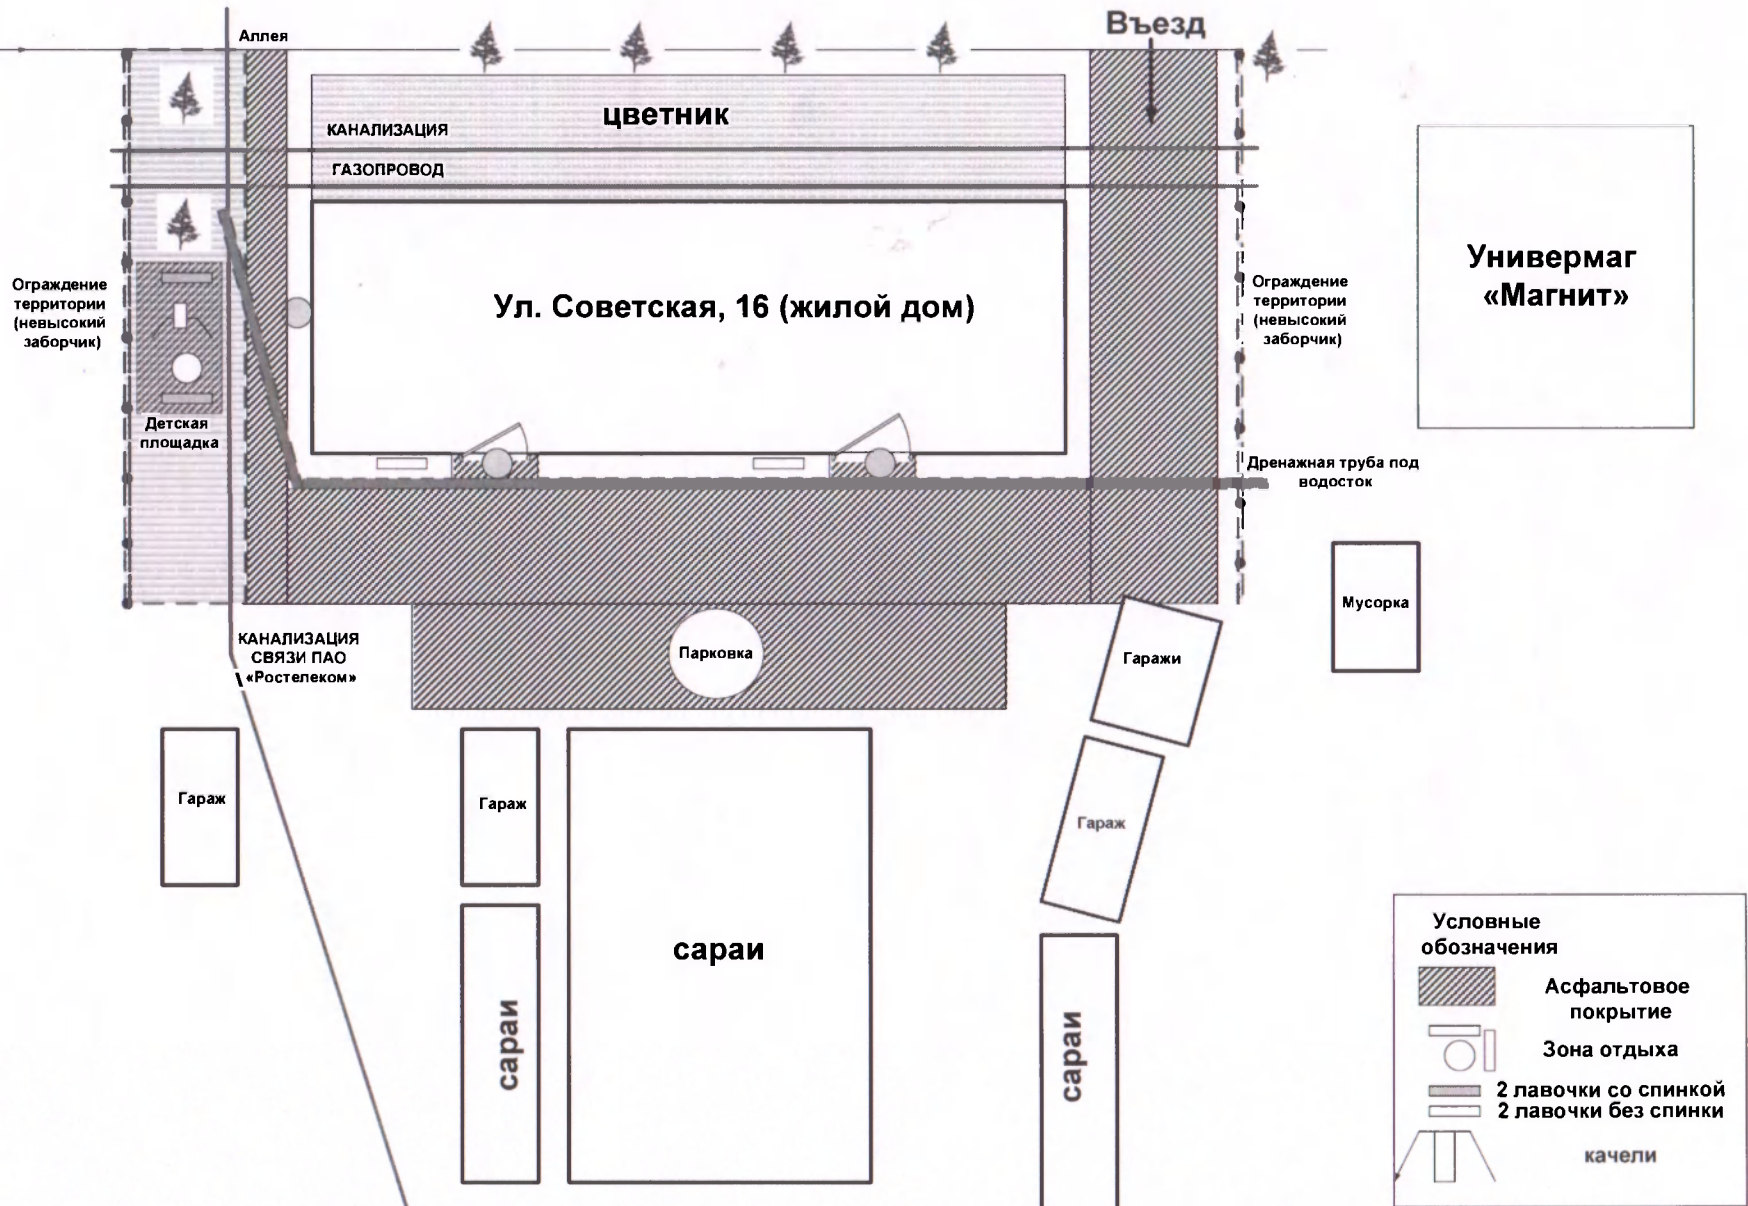 Аллея
Въезд
цветник
КАНАЛИЗАЦИЯ
ГАЗОПРОВОД
Ограждение
территории
(невысокий
заборчик)
Ул. Советская, 16 (жилой дом)
Ограждение
территории
(невысокий
заборчик)
Универмаг
«Магнит»
Детская
площадка
Дренажная труба под
водосток
Мусорка
КАНАЛИЗАЦИЯ
СВЯЗИ ПАО
«Ростелеком»
Парковка
Гаражи
Гараж
Гараж
Гараж
сараи
сараи
сараи
Условные
обозначения
Асфальтовое
покрытие
Зона отдыха
2 лавочки со спинкой
2 лавочки без спинки
качели